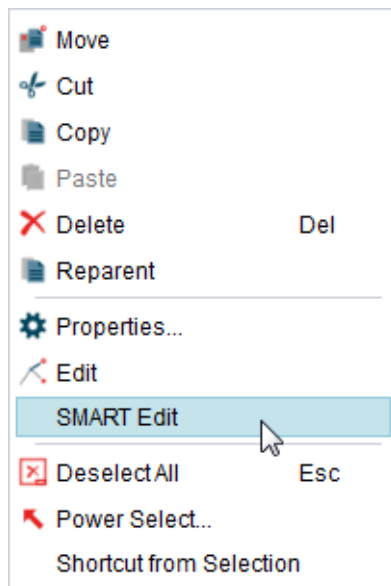 Move
Cut
Copy
Paste
Delete Del
Reparent
Properties...
Edit
SMART Edit
Deselect All Esc
Power Select...
Shortcut from Selection